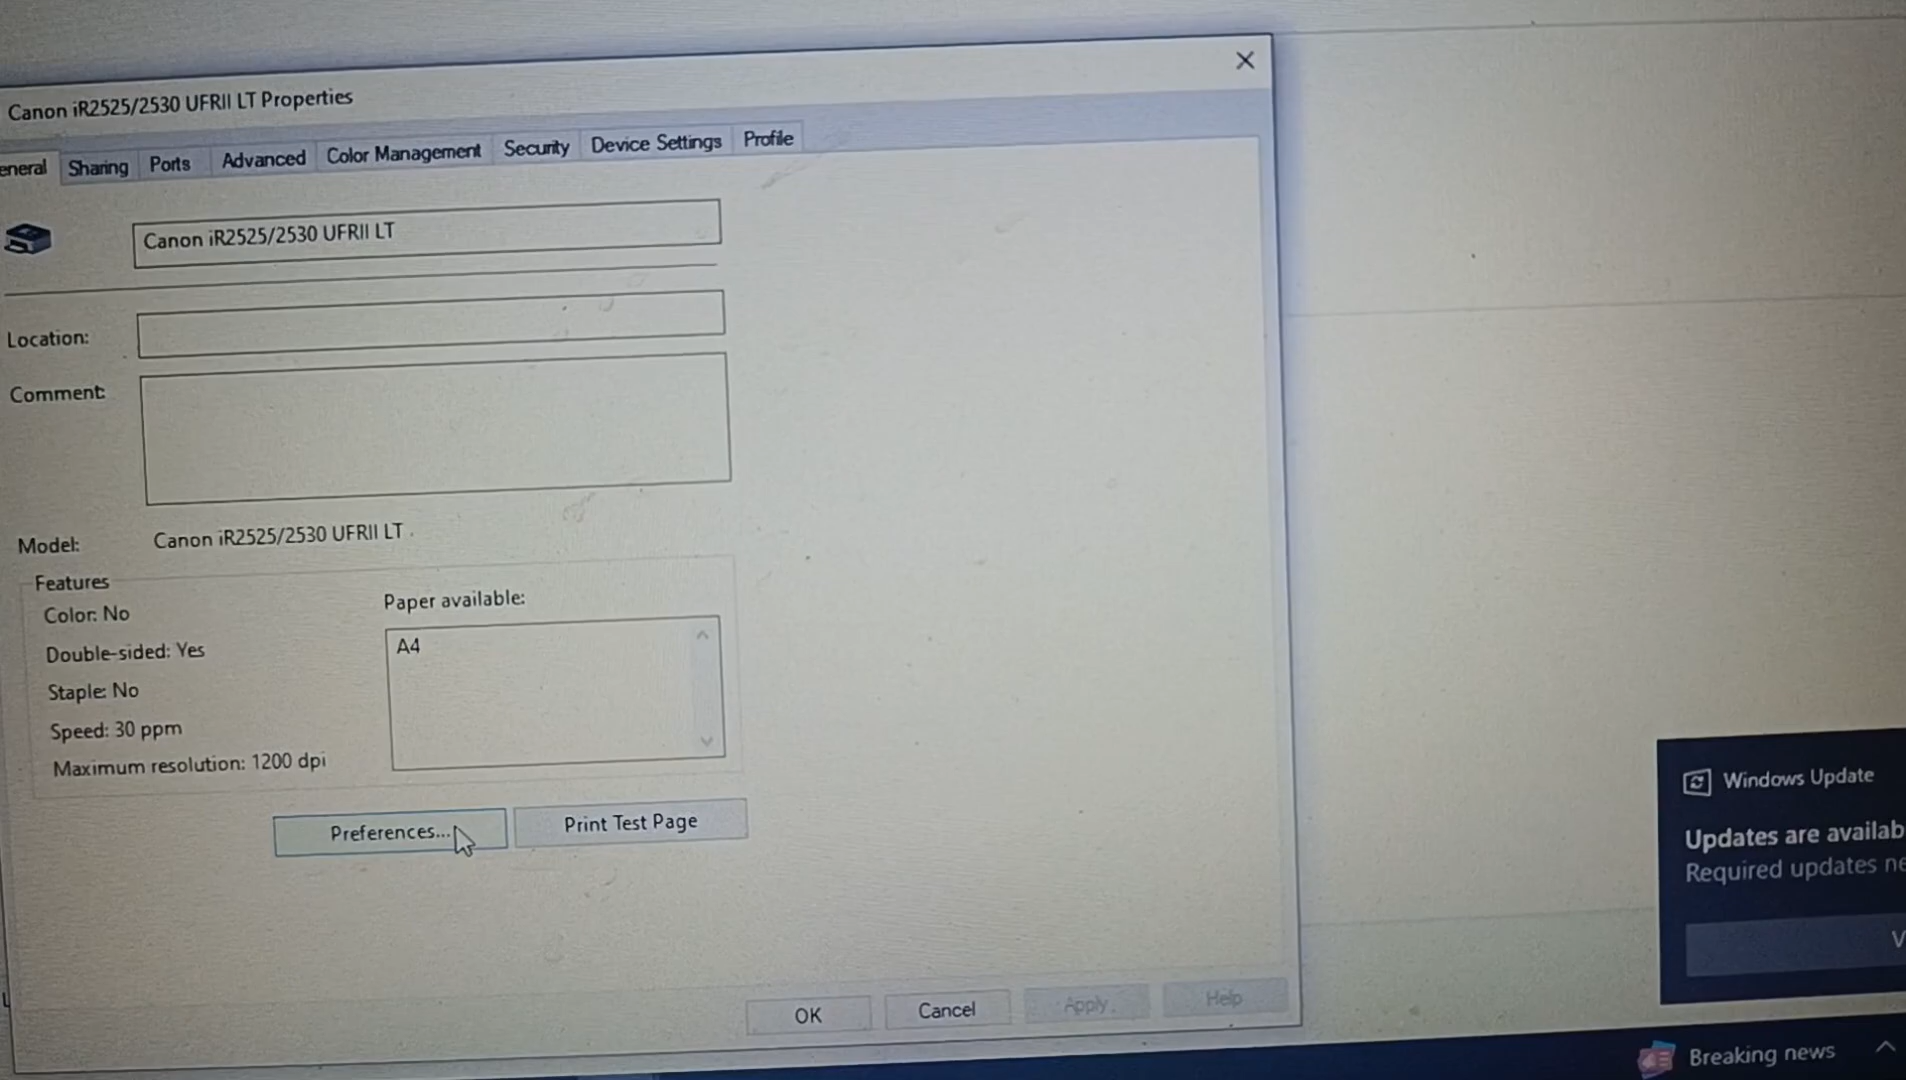 Canon iR2525/2530 UFRII LT Properties
eneral Sharing Ports Advanced Color Management Security Device Settings Profile
Canon iR2525/2530 UFRII LT
Location:
Comment:
Model: Canon iR2525/2530 UFRII LT
Features
Color: No
Double-sided: Yes
Staple: No
Speed: 30 ppm
Maximum resolution: 1200 dpi
Paper available:
A4
Preferences... Print Test Page
OK Cancel Apply Help
Windows Update
Updates are availab
Required updates ne
V
Breaking news